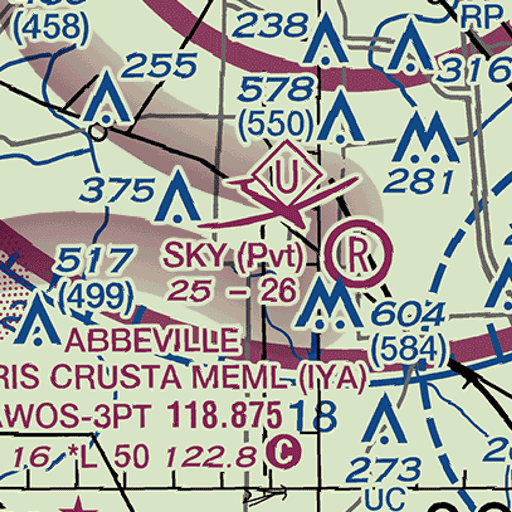 (458)
238
RP
255
316
578
(550)
281
U
375
SKY (Pvt)
R
517
(499)
25 - 26
604
(584)
ABBEVILLE
RIS CRUSTA MEML (IYA)
AWOS-3PT 118.875
18
16 *L 50 122.8 C
273
UC